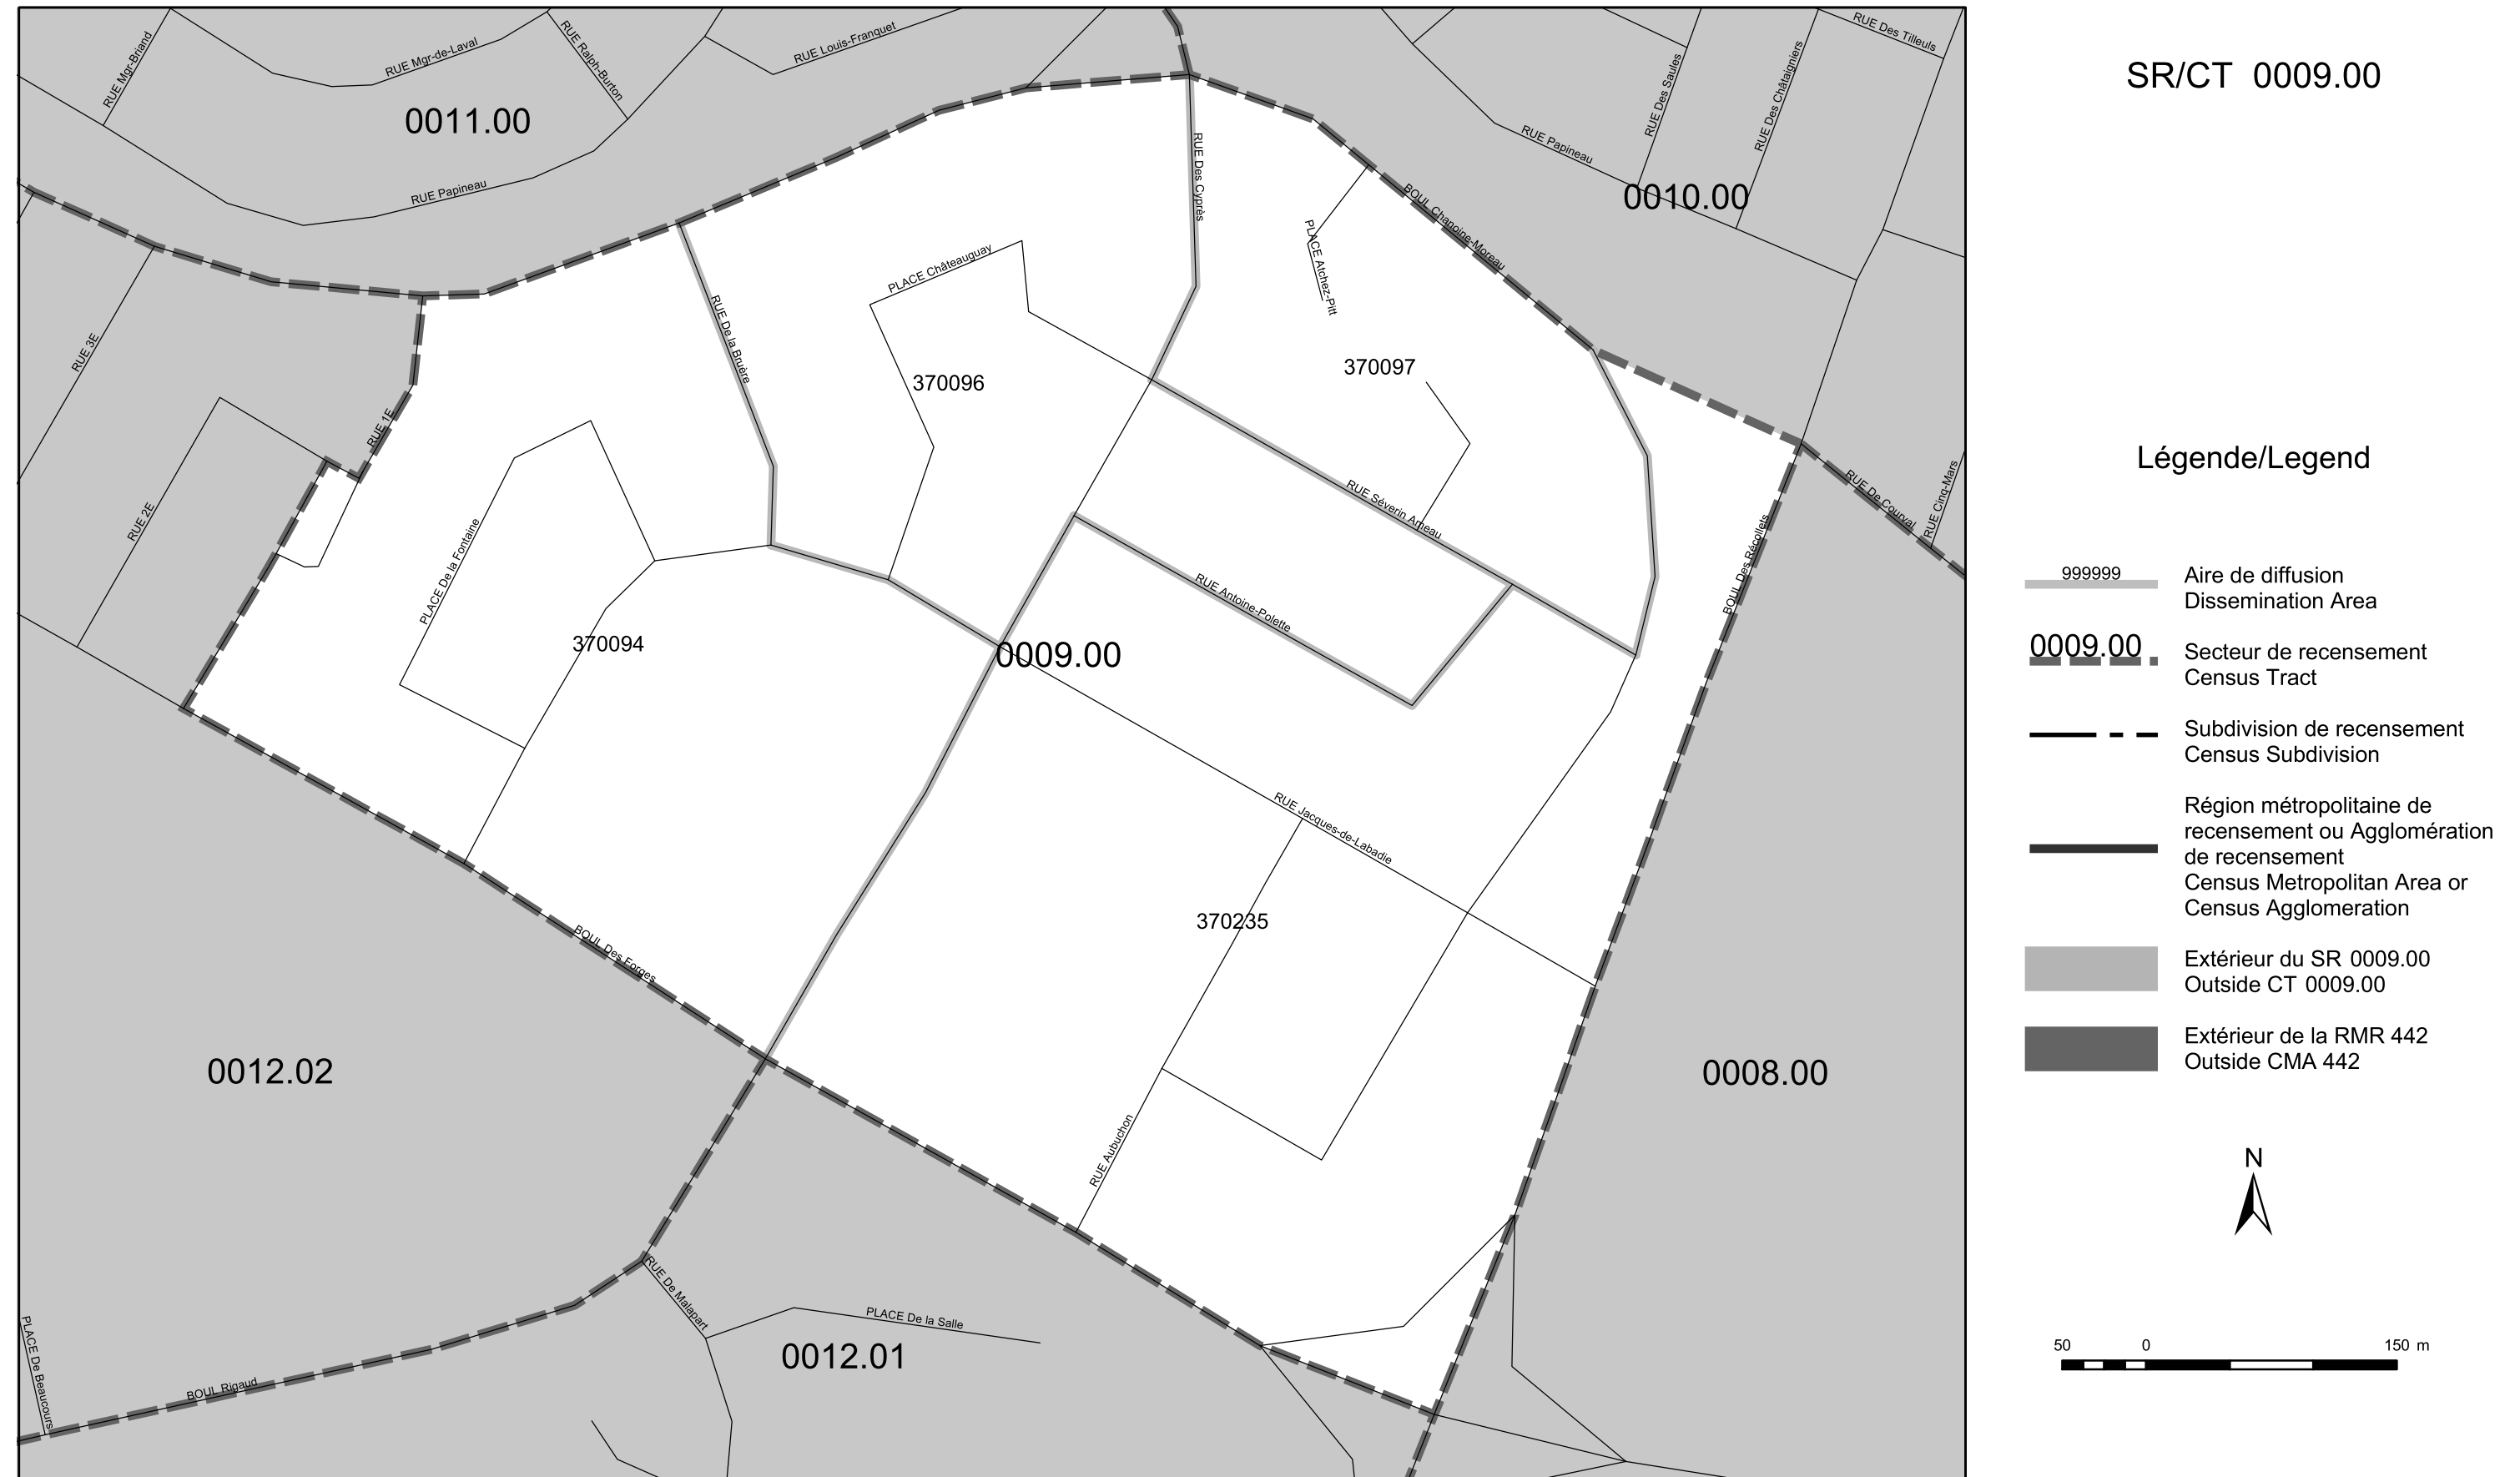 RUE Mgr-Briand
RUE Mgr-de-Laval
RUE Ralph-Burton
RUE Louis-Franquet
0011.00
RUE Papineau
RUE Des Saules
RUE Des Châtaigniers
RUE Des Tilleuls
RUE Papineau
0010.00
RUE Des Cyprès
BOUL Chanoine-Moreau
PLACE Atchez-Pitt
PLACE Châteauguay
RUE De la Bruère
RUE 3E
370096
370097
RUE 1E
RUE 2E
PLACE De la Fontaine
RUE Séverin Ameau
BOUL Des Récollets
RUE De Courval
RUE Cinq-Mars
RUE Antoine-Polette
370094
0009.00
RUE Jacques-de-Labadie
370235
BOUL Des Forges
0012.02
0008.00
RUE Aubuchon
RUE De Malapart
PLACE De la Salle
0012.01
BOUL Rigaud
PLACE De Beaucours
SR/CT 0009.00
Légende/Legend
999999
Aire de diffusion
Dissemination Area
0009.00
Secteur de recensement
Census Tract
Subdivision de recensement
Census Subdivision
Région métropolitaine de
recensement ou Agglomération
de recensement
Census Metropolitan Area or
Census Agglomeration
Extérieur du SR 0009.00
Outside CT 0009.00
Extérieur de la RMR 442
Outside CMA 442
N
50 0 150 m